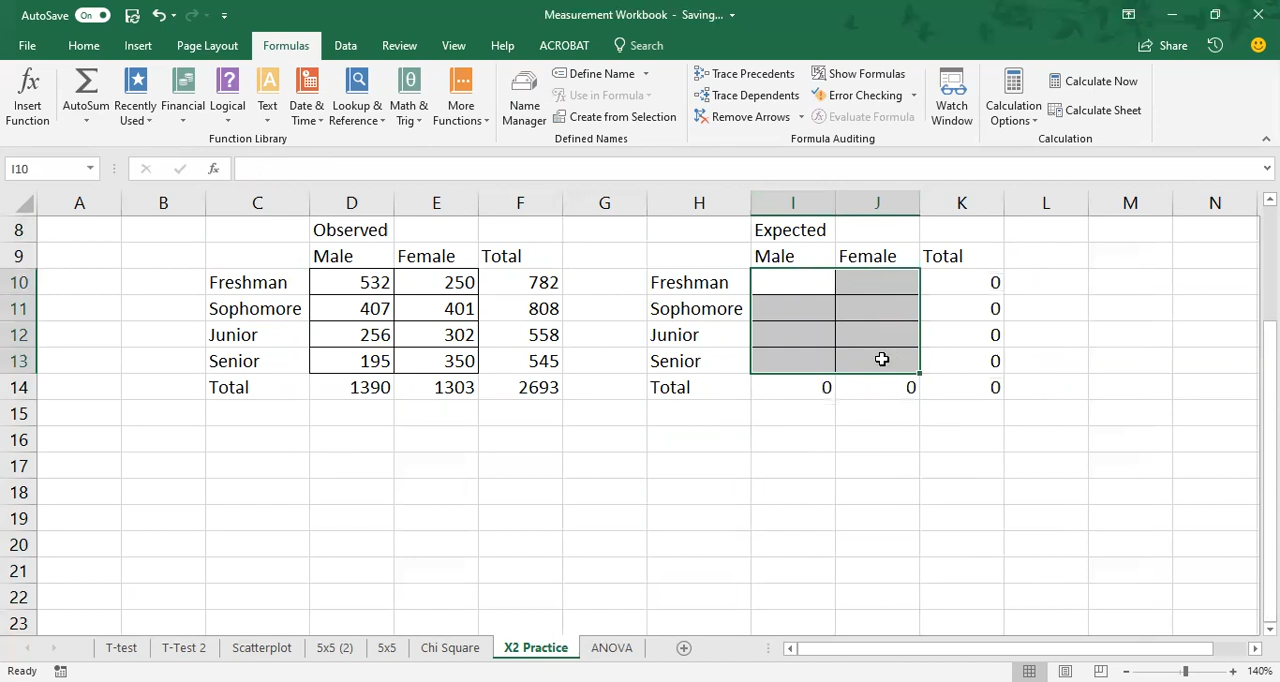 AutoSave On Measurement Workbook - Saving...
File Home Insert Page Layout Formulas Data Review View Help ACROBAT Search Share
Insert Function
AutoSum
Recently Used
Financial
Logical
Text
Date & Time
Lookup & Reference
Math & Trig
More Functions
Function Library
Name Manager
Define Name
Use in Formula
Create from Selection
Defined Names
Trace Precedents
Trace Dependents
Remove Arrows
Show Formulas
Error Checking
Evaluate Formula
Formula Auditing
Watch Window
Calculation Options
Calculate Now
Calculate Sheet
Calculation
I10 fx
A B C D E F G H I J K L M N
8 Observed Expected
9 Male Female Total Male Female Total
10 Freshman 532 250 782 Freshman 0
11 Sophomore 407 401 808 Sophomore 0
12 Junior 256 302 558 Junior 0
13 Senior 195 350 545 Senior 0
14 Total 1390 1303 2693 Total 0 0 0
15
16
17
18
19
20
21
22
23
T-test T-Test 2 Scatterplot 5x5 (2) 5x5 Chi Square X2 Practice ANOVA
Ready 140%